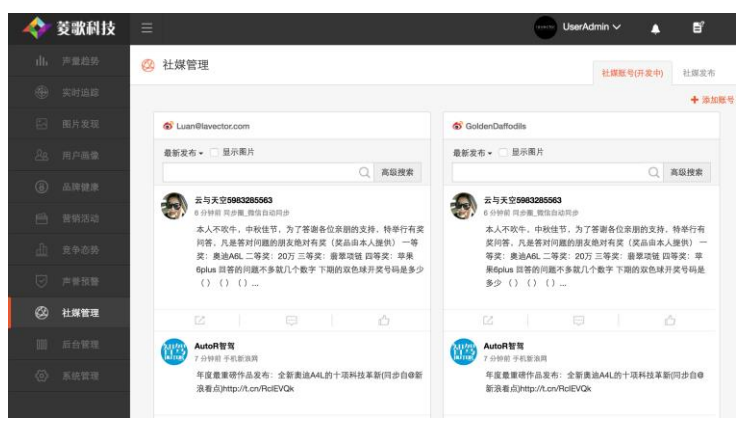 菱歌科技
UserAdmin
声量趋势
实时追踪
图片发现
用户画像
品牌健康
营销活动
竞争态势
声誉预警
社媒管理
后台管理
系统管理
社媒管理
社媒账号(开发中)
社媒发布
添加账号
Luan@lavector.com
最新发布
显示图片
高级搜索
云与天空5983285563
6 分钟前 同步圈_微信自动同步
本人不吹牛，中秋佳节，为了答谢各位亲朋的支持，特举行有奖
问答，凡是答对问题的朋友绝对有奖（奖品由本人提供） 一等
奖：奥迪A6L 二等奖：20万 三等奖：翡翠项链 四等奖：苹果
6plus 回答的问题不多就几个数字 下期的双色球开奖号码是多少
（ ）（ ）（ ）...
AutoR智驾
7 分钟前 手机新浪网
年度最重磅作品发布：全新奥迪A4L的十项科技革新(同步自@新
浪看点)http://t.cn/RclEVQk
GoldenDaffodils
最新发布
显示图片
高级搜索
云与天空5983285563
6 分钟前 同步圈_微信自动同步
本人不吹牛，中秋佳节，为了答谢各位亲朋的支持，特举行有
奖问答，凡是答对问题的朋友绝对有奖（奖品由本人提供） 一
等奖：奥迪A6L 二等奖：20万 三等奖：翡翠项链 四等奖：苹
果6plus 回答的问题不多就几个数字 下期的双色球开奖号码是
多少 （ ）（ ）（ ）...
AutoR智驾
7 分钟前 手机新浪网
年度最重磅作品发布：全新奥迪A4L的十项科技革新(同步自@
新浪看点)http://t.cn/RclEVQk